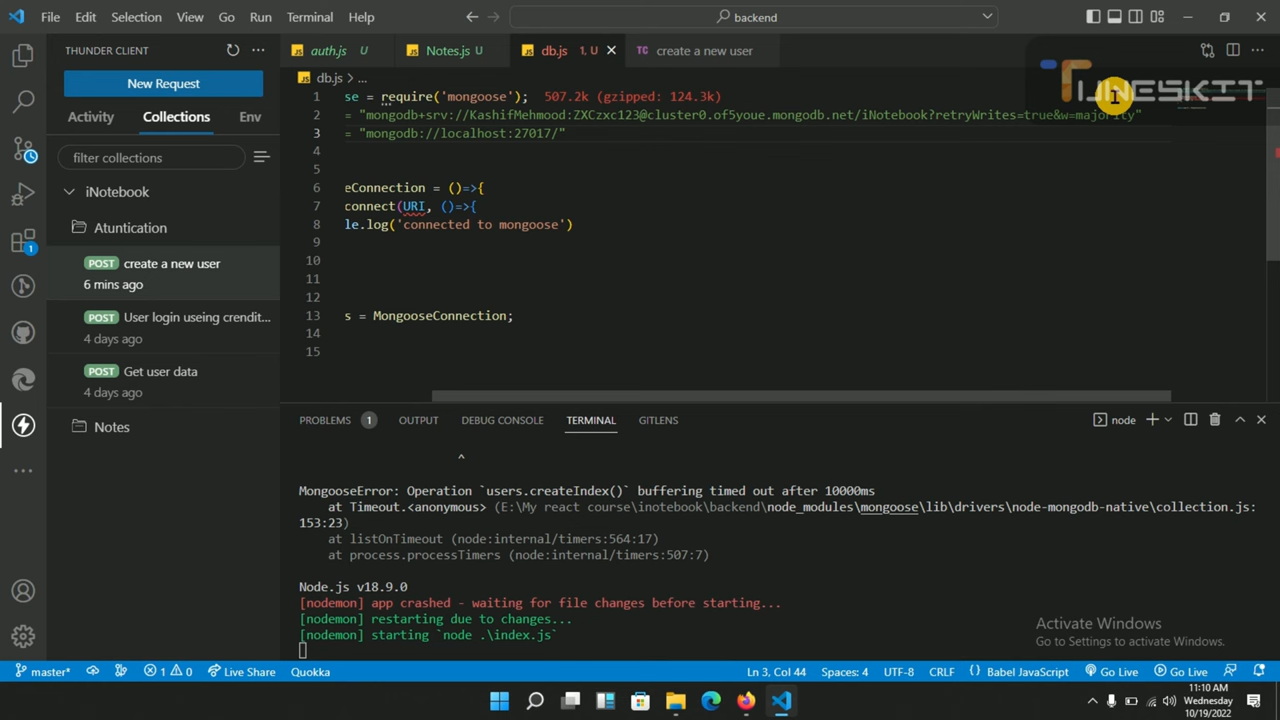 File Edit Selection View Go Run Terminal Help
backend
THUNDER CLIENT
New Request
Activity Collections Env
filter collections
iNotebook
Atuntication
POST create a new user
6 mins ago
POST User login useing crendit...
4 days ago
POST Get user data
4 days ago
Notes
JS auth.js U JS Notes.js U JS db.js 1, U TC create a new user
TUNESKIT
JS db.js > ...
1 se = require('mongoose'); 507.2k (gzipped: 124.3k)
2 = "mongodb+srv://KashifMehmood:ZXCzxc123@cluster0.of5youe.mongodb.net/iNotebook?retryWrites=true&w=majority"
3 = "mongodb://localhost:27017/"
4
5
6 eConnection = ()=>{
7 connect(URI, ()=>{
8 le.log('connected to mongoose')
9
10
11
12
13 s = MongooseConnection;
14
15
PROBLEMS 1 OUTPUT DEBUG CONSOLE TERMINAL GITLENS
node
^
MongooseError: Operation `users.createIndex()` buffering timed out after 10000ms
at Timeout.<anonymous> (E:\My react course\inotebook\backend\node_modules\mongoose\lib\drivers\node-mongodb-native\collection.js:
153:23)
at listOnTimeout (node:internal/timers:564:17)
at process.processTimers (node:internal/timers:507:7)
Node.js v18.9.0
[nodemon] app crashed - waiting for file changes before starting...
[nodemon] restarting due to changes...
[nodemon] starting `node .\index.js`
Activate Windows
Go to Settings to activate Windows.
1
master* 1 0 Live Share Quokka Ln 3, Col 44 Spaces: 4 UTF-8 CRLF Babel JavaScript Go Live Go Live
11:10 AM
Wednesday
10/19/2022